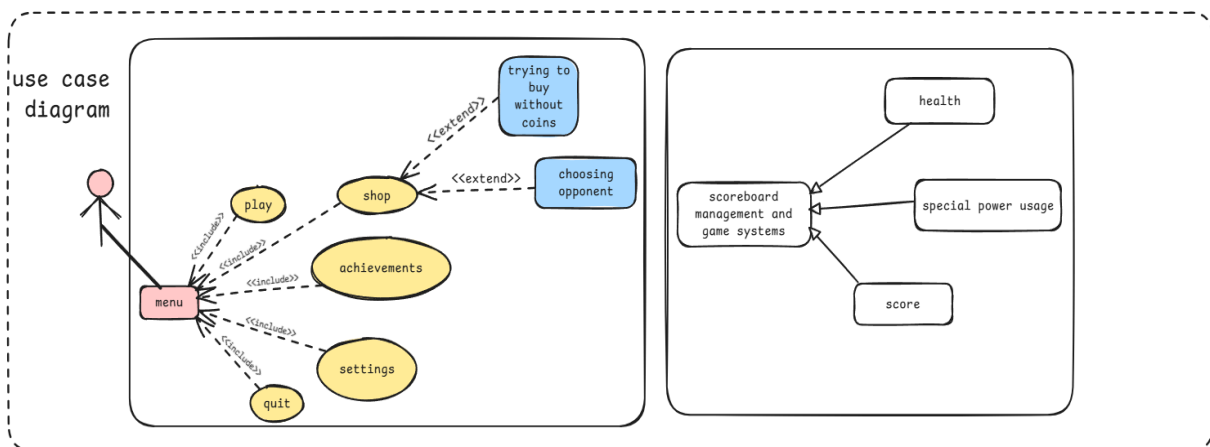 use case
diagram
trying to
buy
without
coins
<<extend>>
<<extend>>
choosing
opponent
shop
play
<<include>>
<<include>>
achievements
<<include>>
menu
<<include>>
<<include>>
settings
quit
health
scoreboard
management and
game systems
special power usage
score